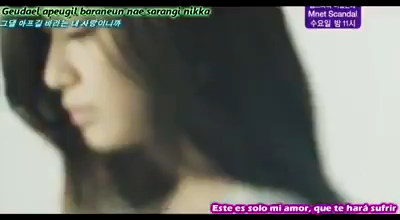 Geudael apeugil baraneun nae sarangi nikka
그댈 아프길 바라는 내 사랑이니까
Mnet Scandal
수요일 밤 11시
Este es solo mi amor, que te hará sufrir